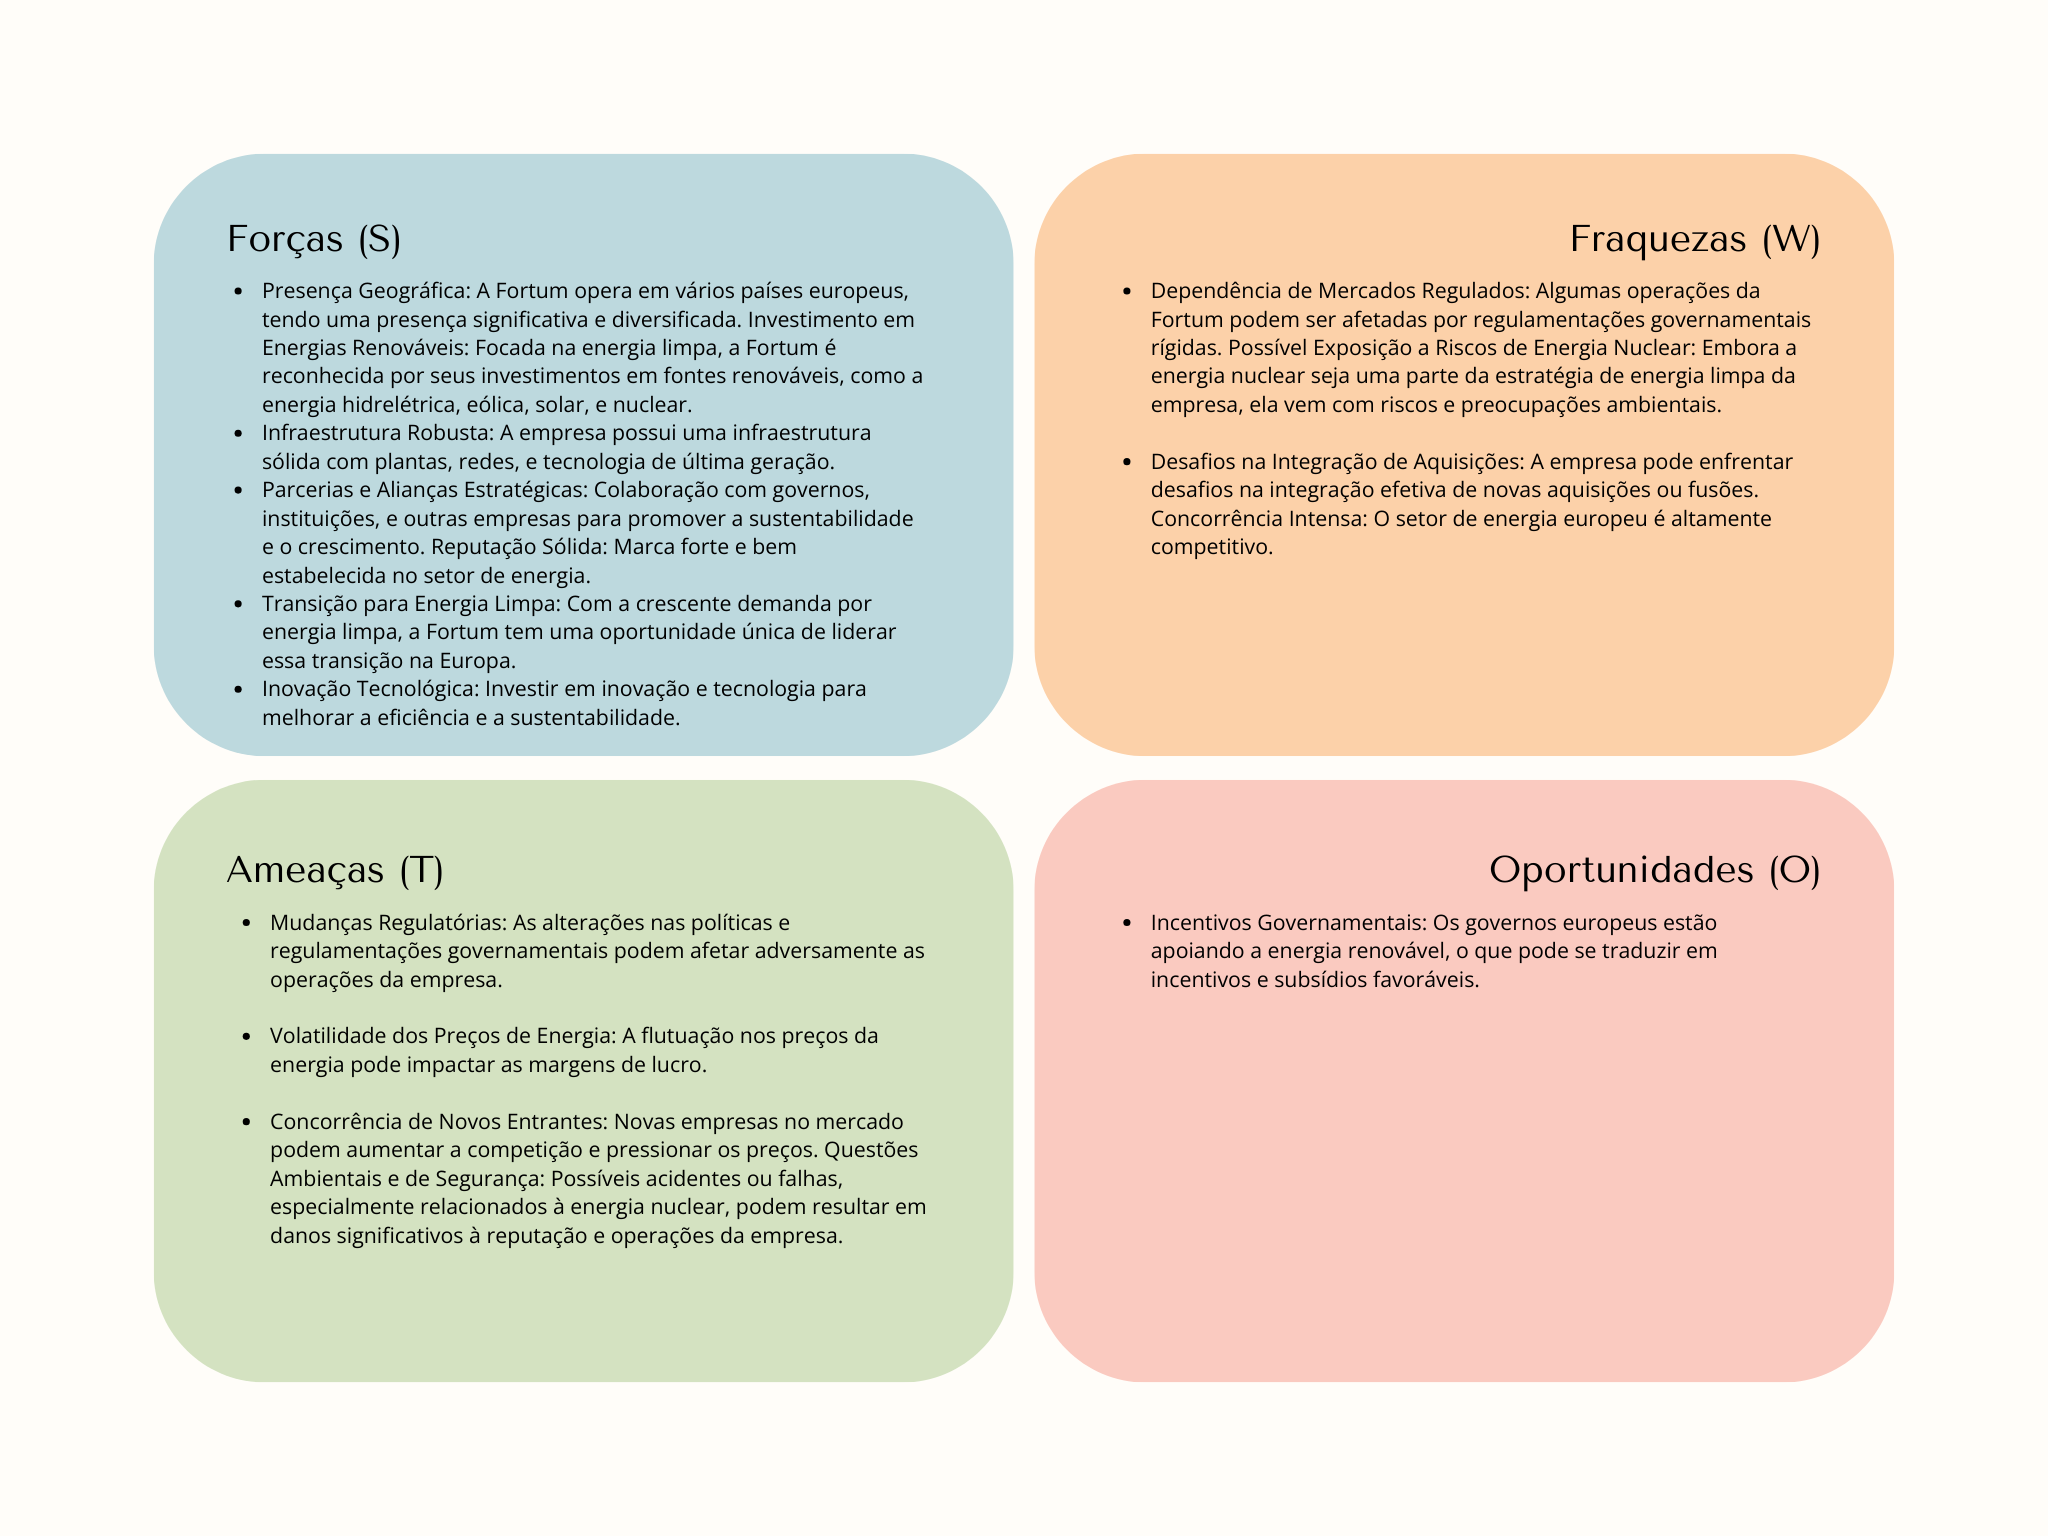 Forças (S)
• Presença Geográfica: A Fortum opera em vários países europeus,
tendo uma presença significativa e diversificada. Investimento em
Energias Renováveis: Focada na energia limpa, a Fortum é
reconhecida por seus investimentos em fontes renováveis, como a
energia hidrelétrica, eólica, solar, e nuclear.
• Infraestrutura Robusta: A empresa possui uma infraestrutura
sólida com plantas, redes, e tecnologia de última geração.
• Parcerias e Alianças Estratégicas: Colaboração com governos,
instituições, e outras empresas para promover a sustentabilidade
e o crescimento. Reputação Sólida: Marca forte e bem
estabelecida no setor de energia.
• Transição para Energia Limpa: Com a crescente demanda por
energia limpa, a Fortum tem uma oportunidade única de liderar
essa transição na Europa.
• Inovação Tecnológica: Investir em inovação e tecnologia para
melhorar a eficiência e a sustentabilidade.
Fraquezas (W)
• Dependência de Mercados Regulados: Algumas operações da
Fortum podem ser afetadas por regulamentações governamentais
rígidas. Possível Exposição a Riscos de Energia Nuclear: Embora a
energia nuclear seja uma parte da estratégia de energia limpa da
empresa, ela vem com riscos e preocupações ambientais.
• Desafios na Integração de Aquisições: A empresa pode enfrentar
desafios na integração efetiva de novas aquisições ou fusões.
Concorrência Intensa: O setor de energia europeu é altamente
competitivo.
Ameaças (T)
• Mudanças Regulatórias: As alterações nas políticas e
regulamentações governamentais podem afetar adversamente as
operações da empresa.
• Volatilidade dos Preços de Energia: A flutuação nos preços da
energia pode impactar as margens de lucro.
• Concorrência de Novos Entrantes: Novas empresas no mercado
podem aumentar a competição e pressionar os preços. Questões
Ambientais e de Segurança: Possíveis acidentes ou falhas,
especialmente relacionados à energia nuclear, podem resultar em
danos significativos à reputação e operações da empresa.
Oportunidades (O)
• Incentivos Governamentais: Os governos europeus estão
apoiando a energia renovável, o que pode se traduzir em
incentivos e subsídios favoráveis.